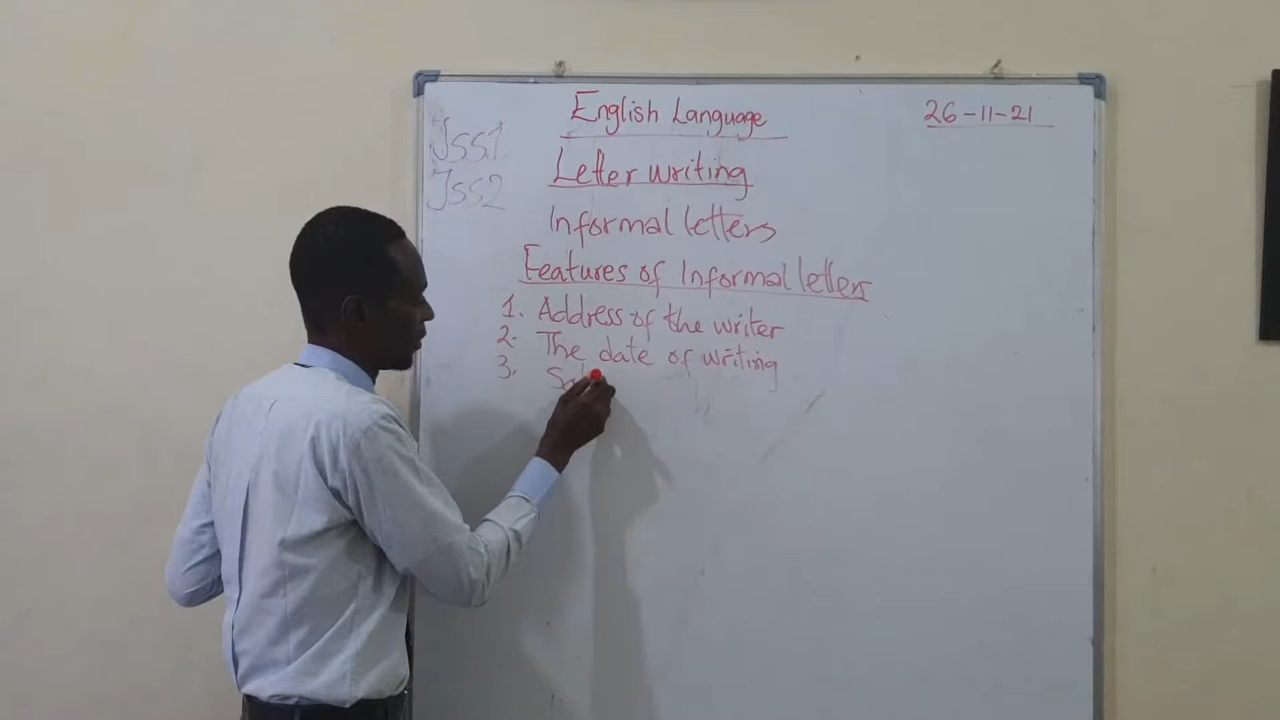 English Language
26-11-21
Jss1
Jss2
Letter writing
Informal letters
Features of Informal letters
1. Address of the writer
2. The date of writing
3. Sal